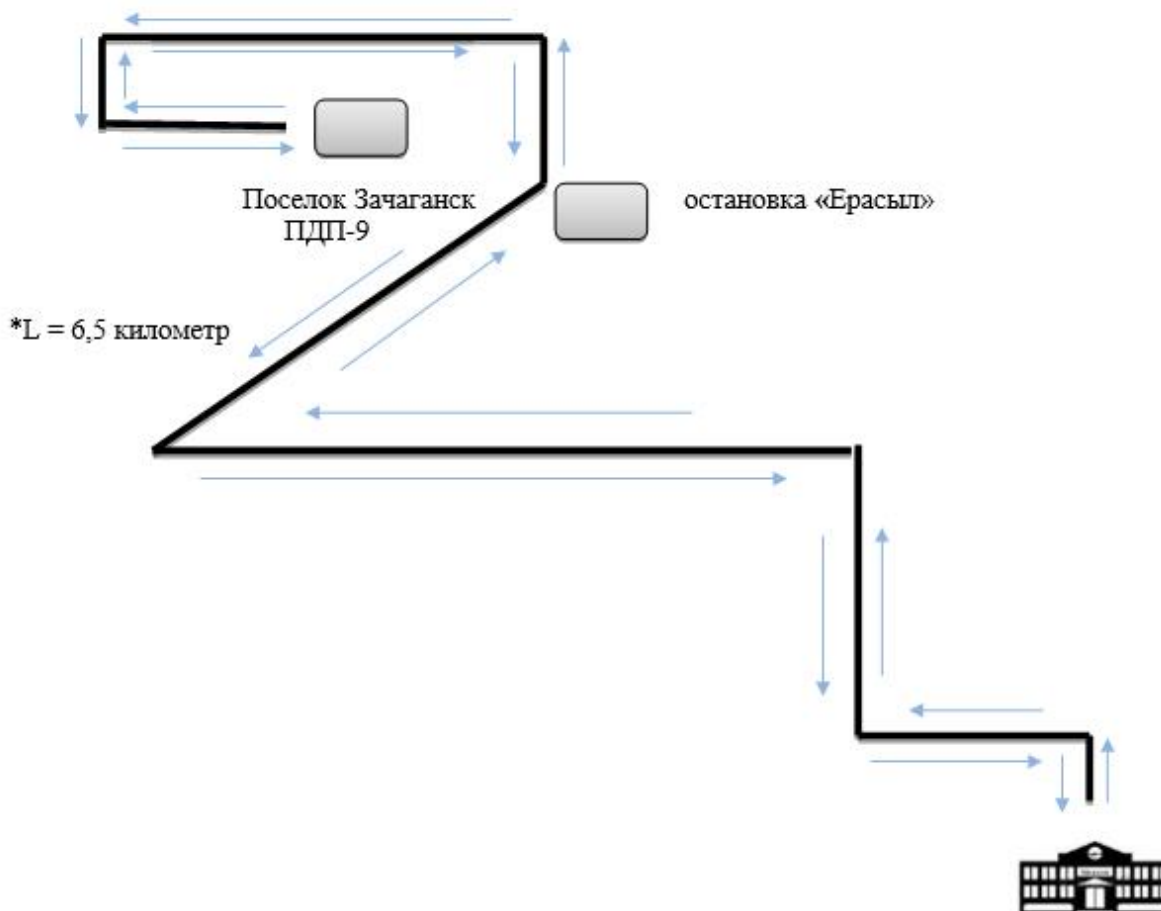 Поселок Зачаганск
ПДП-9
остановка «Ерасыл»
*L = 6,5 километр